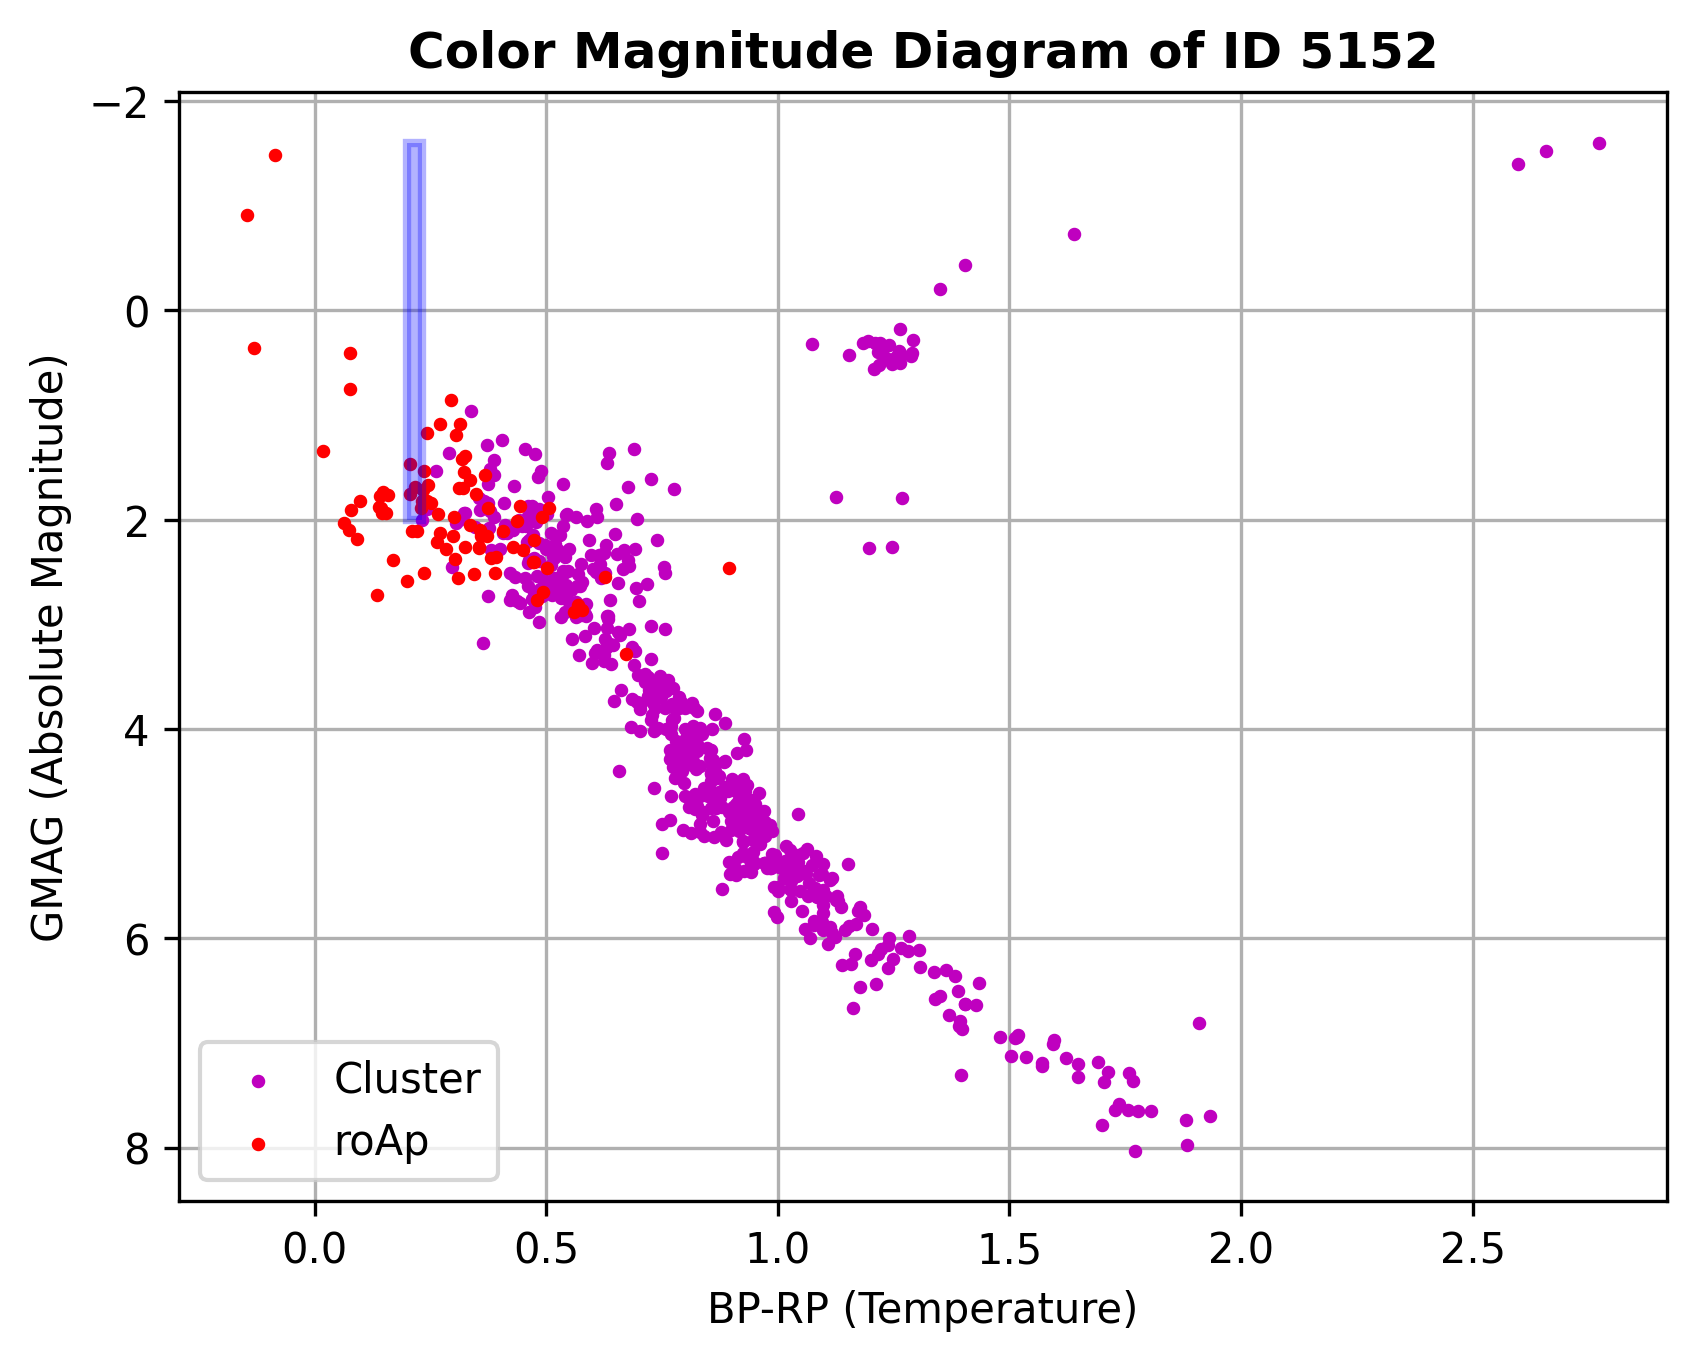 Color Magnitude Diagram of ID 5152
GMAG (Absolute Magnitude)
−2
0
2
4
6
8
Cluster
roAp
0.0 0.5 1.0 1.5 2.0 2.5
BP-RP (Temperature)